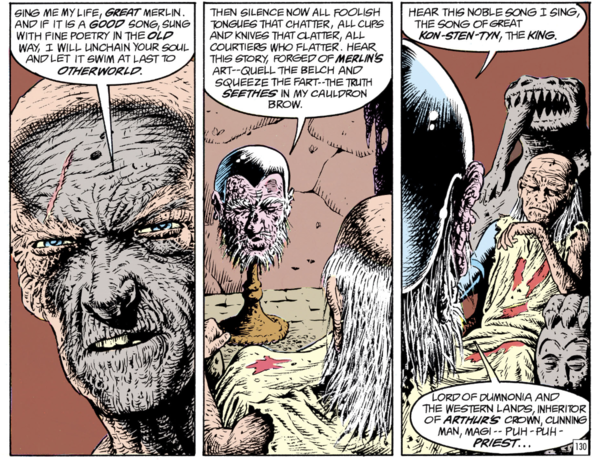 SING ME MY LIFE, GREAT MERLIN.
AND IF IT IS A GOOD SONG, SUNG
WITH FINE POETRY IN THE OLD
WAY, I WILL UNCHAIN YOUR SOUL
AND LET IT SWIM AT LAST TO
OTHERWORLD.
THEN SILENCE NOW ALL FOOLISH
TONGUES THAT CHATTER, ALL CUPS
AND KNIVES THAT CLATTER, ALL
COURTIERS WHO FLATTER. HEAR
THIS STORY, FORGED OF MERLIN'S
ART--QUELL THE BELCH AND
SQUEEZE THE FART--THE TRUTH
SEETHES IN MY CAULDRON
BROW.
HEAR THIS NOBLE SONG I SING,
THE SONG OF GREAT
KON-STEN-TYN, THE KING.
LORD OF DUMNONIA AND
THE WESTERN LANDS, INHERITOR
OF ARTHUR'S CROWN, CUNNING
MAN, MAGI-- PUH-PUH-
PRIEST...
130